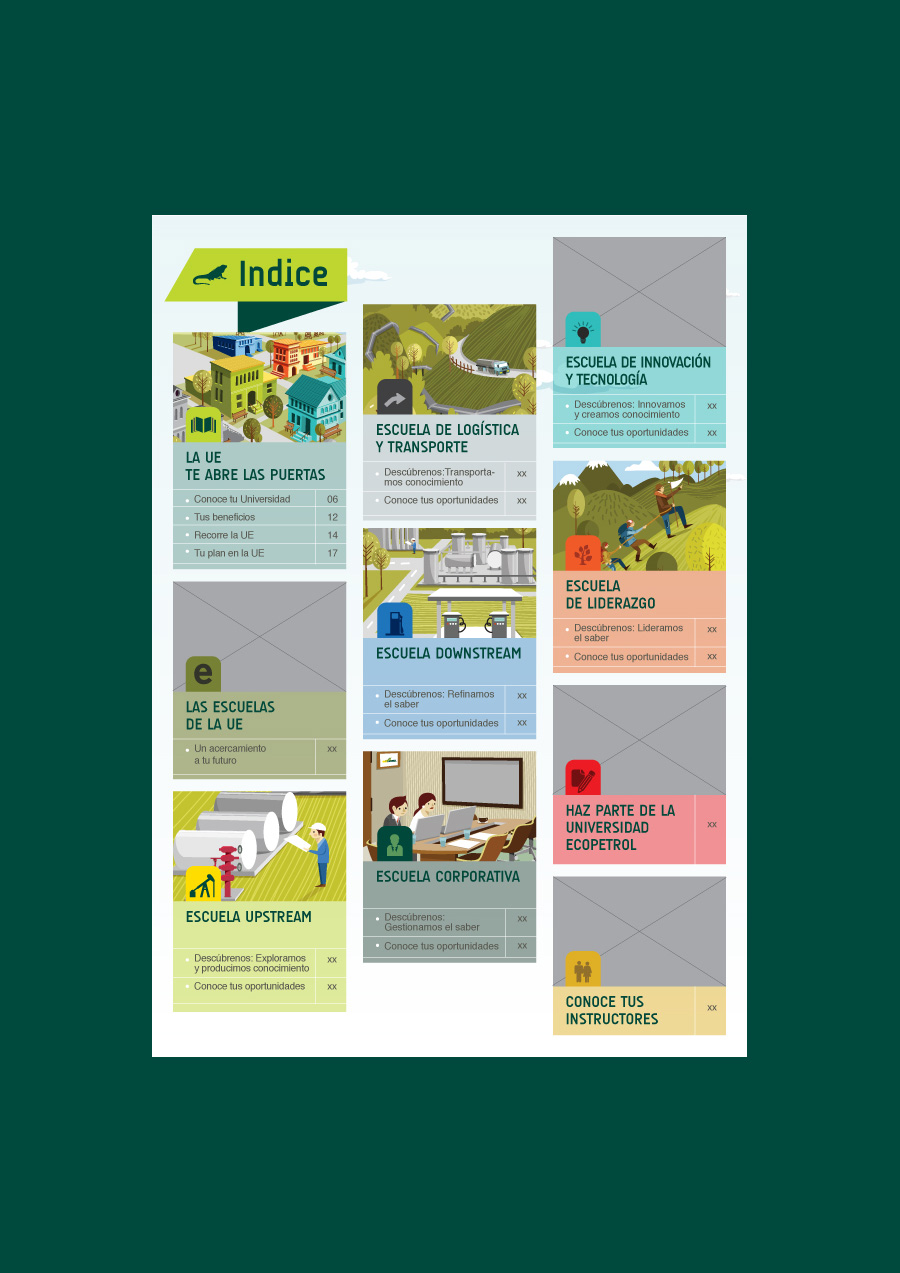 Indice
LA UE
TE ABRE LAS PUERTAS
Conoce tu Universidad 06
Tus beneficios 12
Recorre la UE 14
Tu plan en la UE 17
e
LAS ESCUELAS
DE LA UE
Un acercamiento xx
a tu futuro
ESCUELA UPSTREAM
Descúbrenos: Exploramos xx
y producimos conocimiento
Conoce tus oportunidades xx
ESCUELA DE LOGÍSTICA
Y TRANSPORTE
Descúbrenos:Transporta- xx
mos conocimiento
Conoce tus oportunidades xx
ESCUELA DOWNSTREAM
Descúbrenos: Refinamos xx
el saber
Conoce tus oportunidades xx
ESCUELA CORPORATIVA
Descúbrenos: xx
Gestionamos el saber
Conoce tus oportunidades xx
ESCUELA DE INNOVACIÓN
Y TECNOLOGÍA
Descúbrenos: Innovamos xx
y creamos conocimiento
Conoce tus oportunidades xx
ESCUELA
DE LIDERAZGO
Descúbrenos: Lideramos xx
el saber
Conoce tus oportunidades xx
HAZ PARTE DE LA
UNIVERSIDAD xx
ECOPETROL
CONOCE TUS xx
INSTRUCTORES